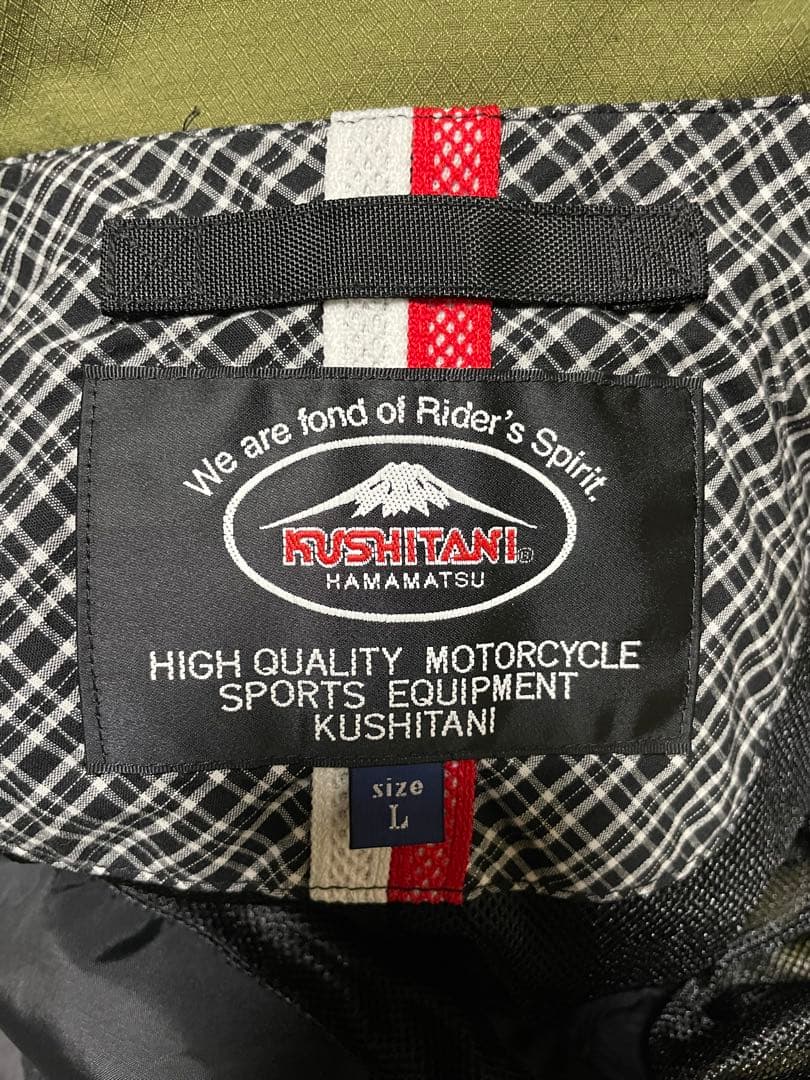 We are fond of Rider's Spirit.
KUSHITANI®
HAMAMATSU
HIGH QUALITY MOTORCYCLE
SPORTS EQUIPMENT
KUSHITANI
size
L